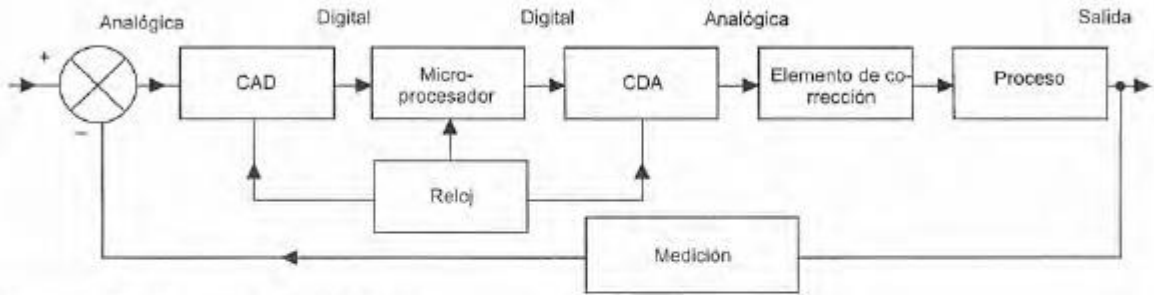 Analógica
Digital
Digital
Analógica
Salida
+
−
CAD
Micro-
procesador
CDA
Elemento de co-
rrección
Proceso
Reloj
Medición